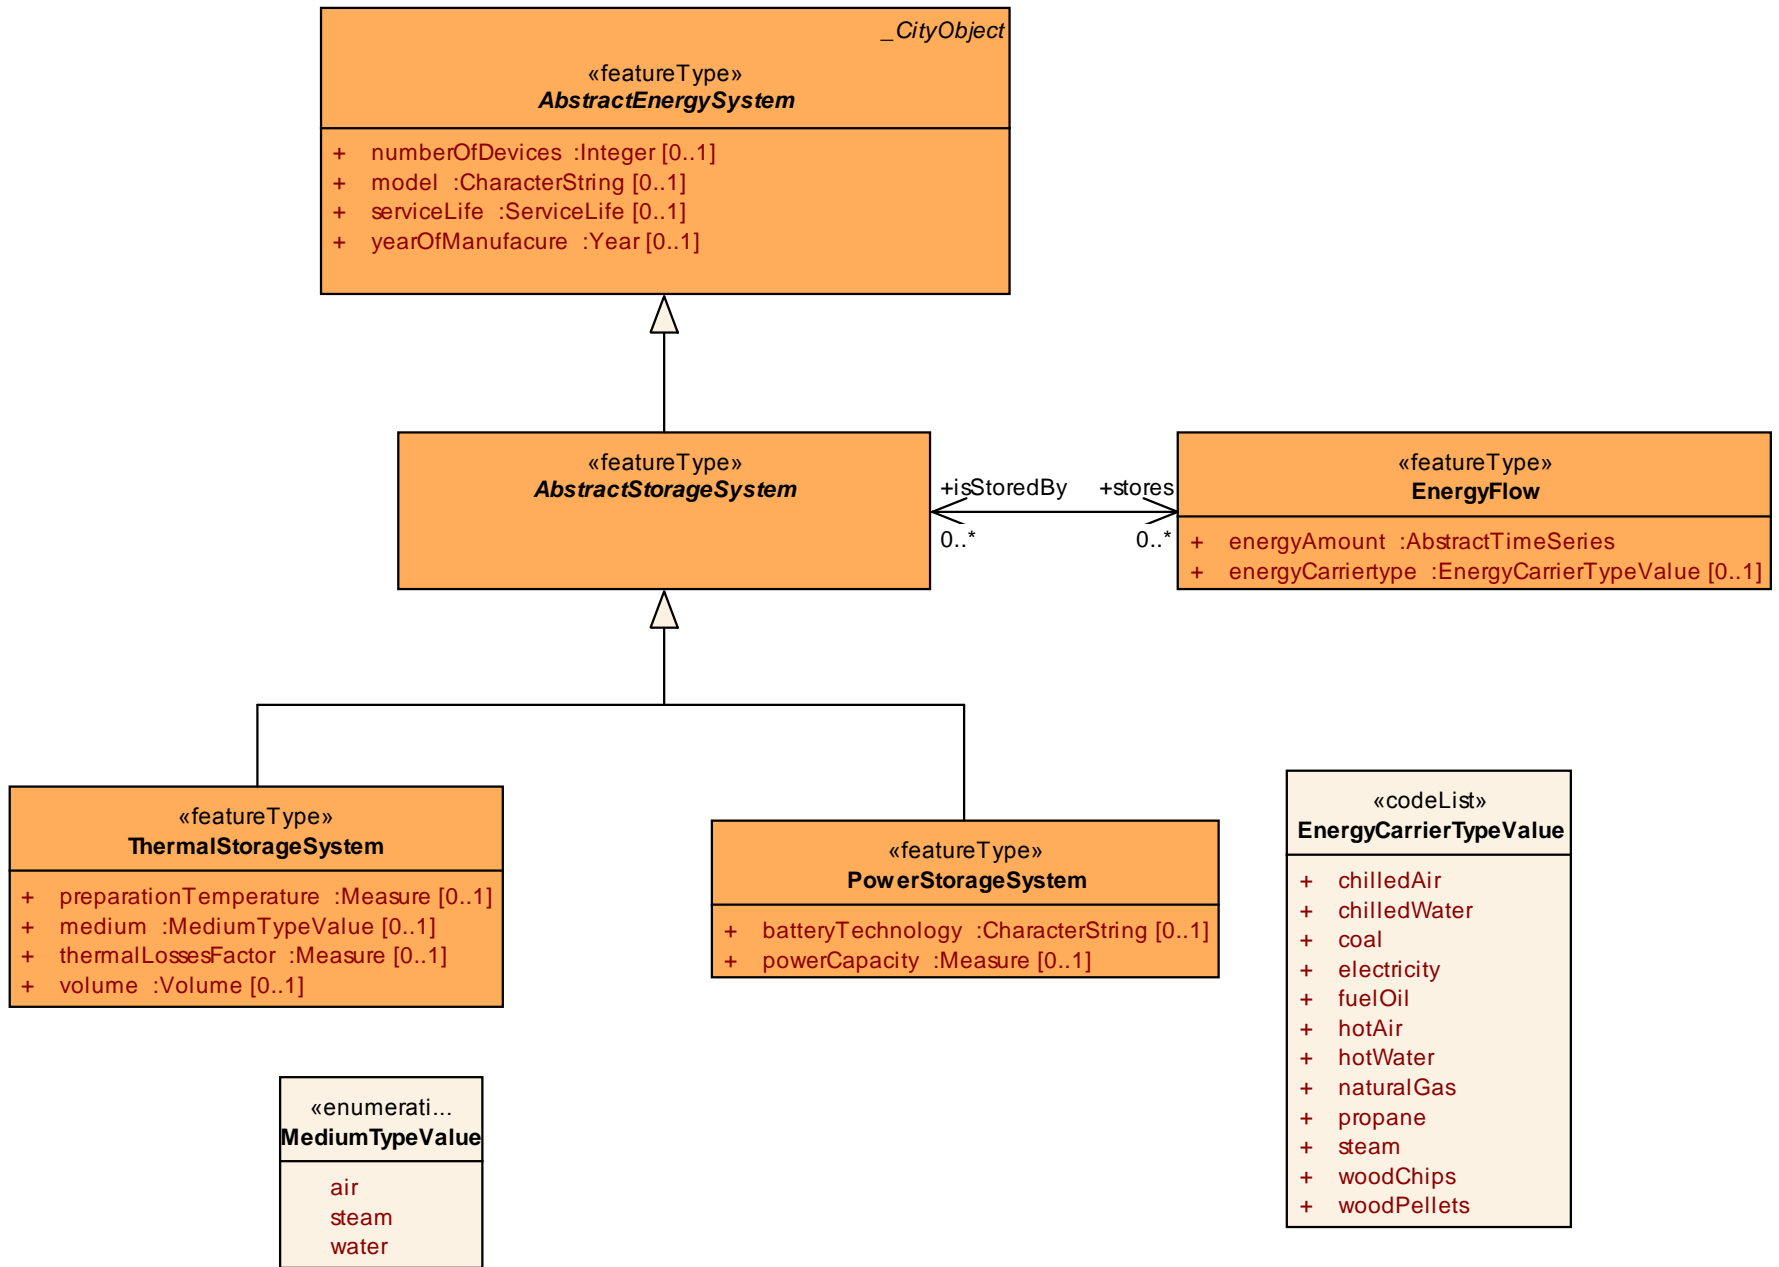 _CityObject
«featureType»
AbstractEnergySystem
+ numberOfDevices :Integer [0..1]
+ model :CharacterString [0..1]
+ serviceLife :ServiceLife [0..1]
+ yearOfManufacure :Year [0..1]
«featureType»
AbstractStorageSystem
+isStoredBy +stores
0..* 0..*
«featureType»
EnergyFlow
+ energyAmount :AbstractTimeSeries
+ energyCarriertype :EnergyCarrierTypeValue [0..1]
«featureType»
ThermalStorageSystem
+ preparationTemperature :Measure [0..1]
+ medium :MediumTypeValue [0..1]
+ thermalLossesFactor :Measure [0..1]
+ volume :Volume [0..1]
«featureType»
PowerStorageSystem
+ batteryTechnology :CharacterString [0..1]
+ powerCapacity :Measure [0..1]
«codeList»
EnergyCarrierTypeValue
+ chilledAir
+ chilledWater
+ coal
+ electricity
+ fuelOil
+ hotAir
+ hotWater
+ naturalGas
+ propane
+ steam
+ woodChips
+ woodPellets
«enumerati...
MediumTypeValue
air
steam
water